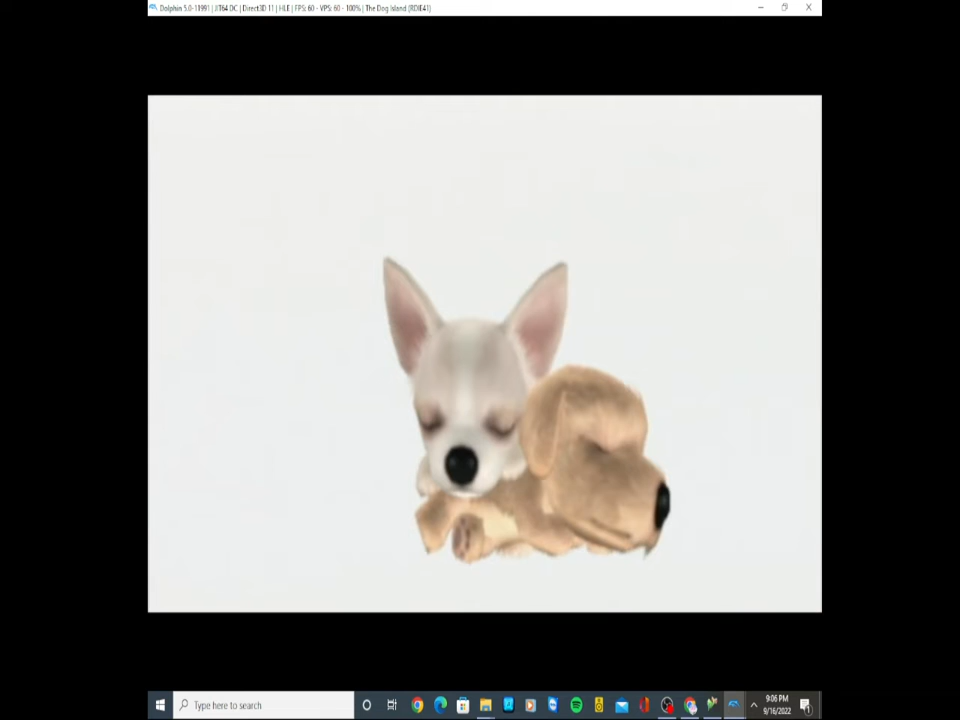 Dolphin 5.0-11991 | JIT64 DC | Direct3D 11 | HLE | FPS: 60 - VPS: 60 - 100% | The Dog Island (RDIE41)
Type here to search
9:06 PM
9/16/2022